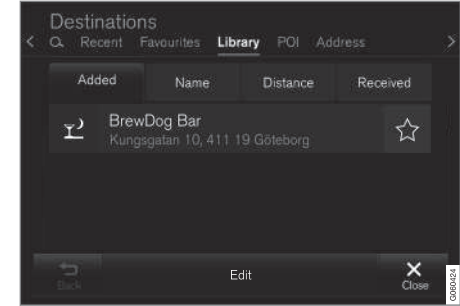 Destinations
Recent Favourites Library POI Address
Added Name Distance Received
BrewDog Bar
Kungsgatan 10, 411 19 Göteborg
Back Edit Close
G060424